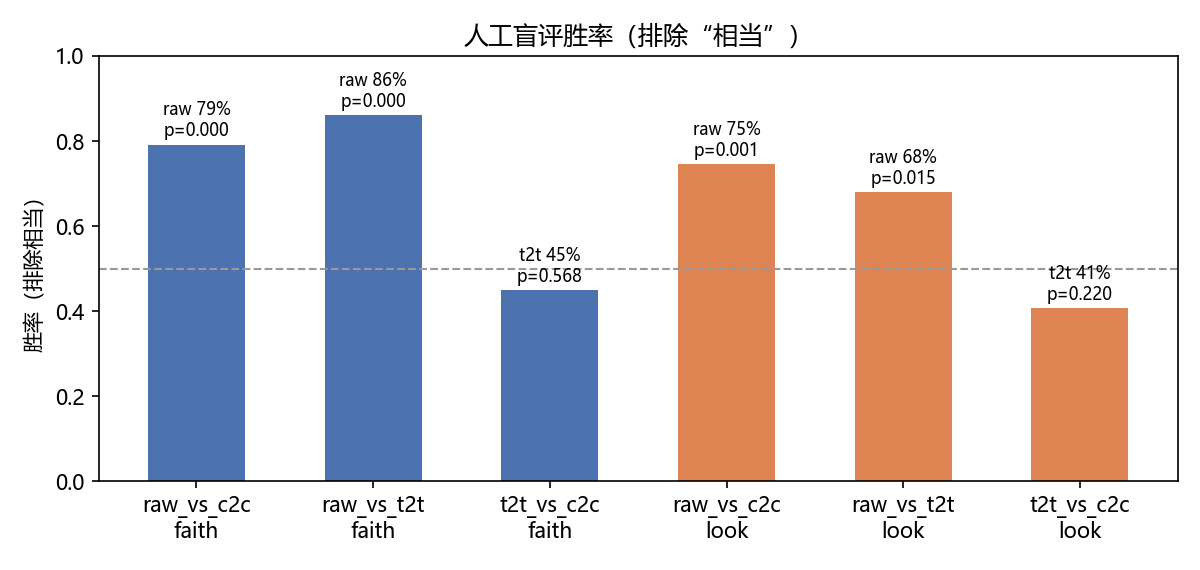 人工盲评胜率（排除“相当”）
胜率（排除相当）
1.0
0.8
0.6
0.4
0.2
0.0
raw 79%
p=0.000
raw 86%
p=0.000
t2t 45%
p=0.568
raw 75%
p=0.001
raw 68%
p=0.015
t2t 41%
p=0.220
raw_vs_c2c
faith
raw_vs_t2t
faith
t2t_vs_c2c
faith
raw_vs_c2c
look
raw_vs_t2t
look
t2t_vs_c2c
look